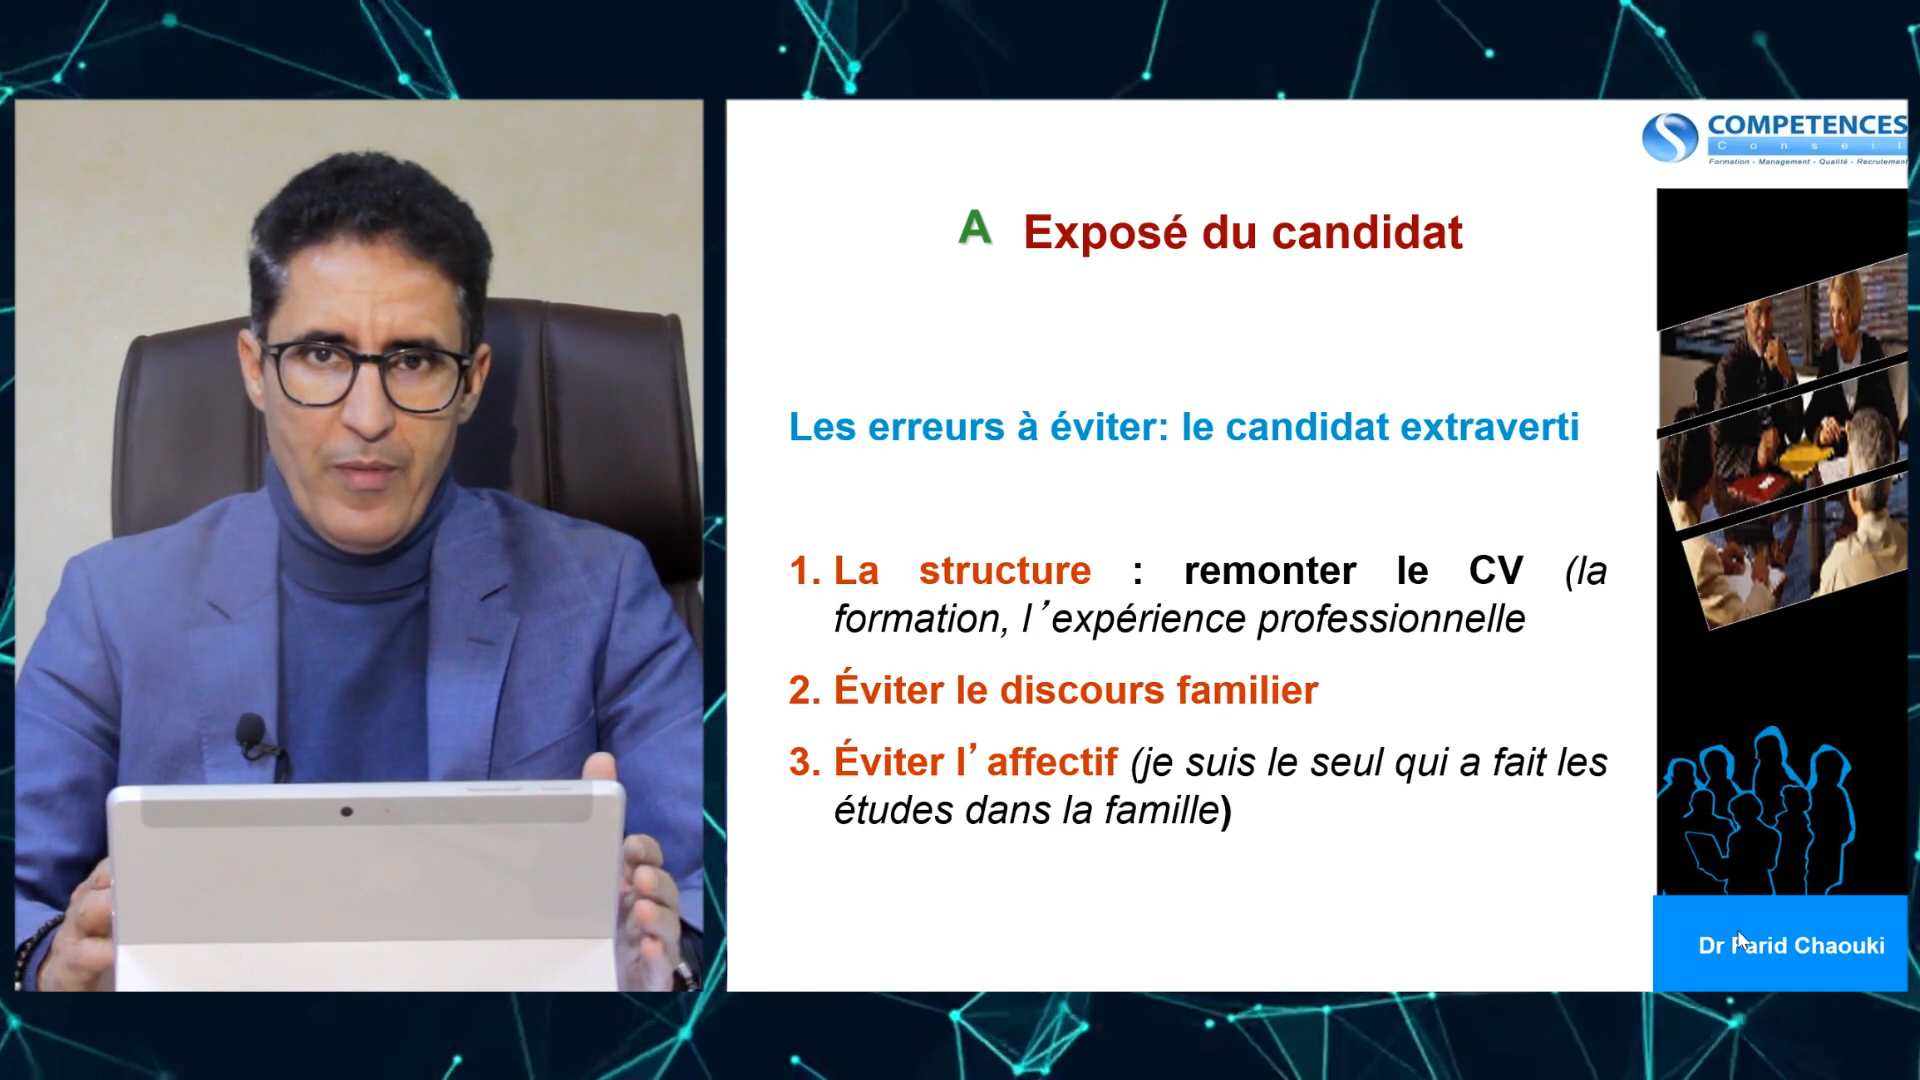 COMPETENCES
Conseil
Formation - Management - Qualité - Recrutement
A Exposé du candidat
Les erreurs à éviter: le candidat extraverti
1. La structure : remonter le CV (la
formation, l’expérience professionnelle
2. Éviter le discours familier
3. Éviter l’affectif (je suis le seul qui a fait les
études dans la famille)
Dr Farid Chaouki